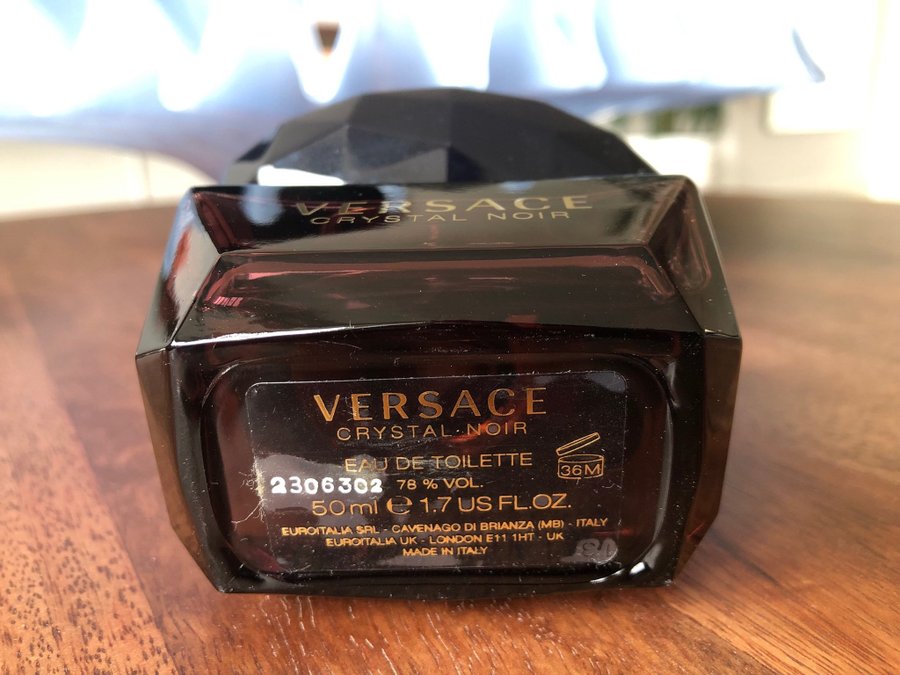 VERSACE
CRYSTAL NOIR
VERSACE
CRYSTAL·NOIR
EAU DE TOILETTE
36M
2306302 78 % VOL.
50ml ℮ 1.7 US FL.OZ.
EUROITALIA SRL - CAVENAGO DI BRIANZA (MB) - ITALY
EUROITALIA UK - LONDON E11 1HT - UK
MADE IN ITALY